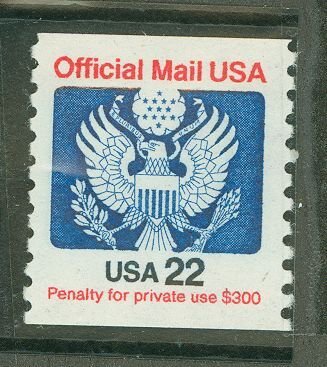 Official Mail USA
USA 22
Penalty for private use $300